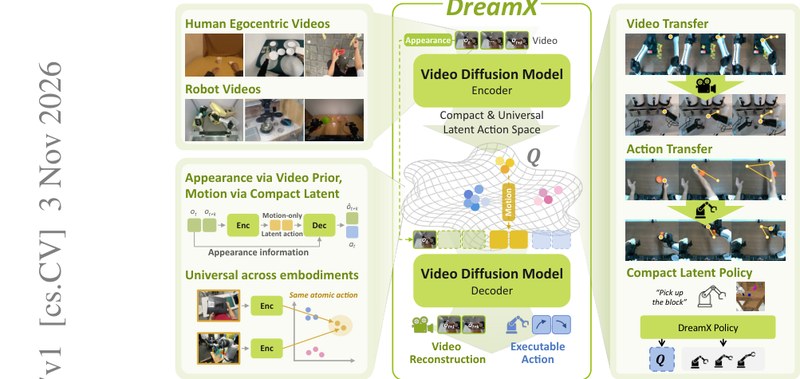 7v1 [cs.CV] 3 Nov 2026
Human Egocentric Videos
Robot Videos
Appearance via Video Prior,
Motion via Compact Latent
Enc
Motion-only
Latent action
Dec
Appearance information
Universal across embodiments
Same atomic action
Enc
Enc
DreamX
Appearance
Video
Video Diffusion Model
Encoder
Compact & Universal
Latent Action Space
Q
Motion
Video Diffusion Model
Decoder
Video
Reconstruction
Executable
Action
Video Transfer
Action Transfer
Compact Latent Policy
"Pick up
the block"
DreamX Policy
Q